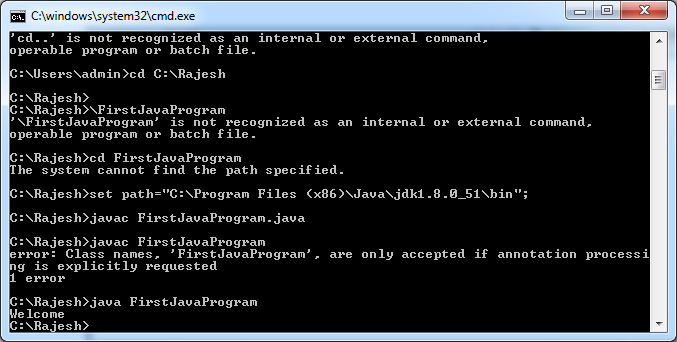 C:\windows\system32\cmd.exe
'cd..' is not recognized as an internal or external command,
operable program or batch file.
C:\Users\admin>cd C:\Rajesh
C:\Rajesh>
C:\Rajesh>\FirstJavaProgram
'\FirstJavaProgram' is not recognized as an internal or external command,
operable program or batch file.
C:\Rajesh>cd FirstJavaProgram
The system cannot find the path specified.
C:\Rajesh>set path="C:\Program Files (x86)\Java\jdk1.8.0_51\bin";
C:\Rajesh>javac FirstJavaProgram.java
C:\Rajesh>javac FirstJavaProgram
error: Class names, 'FirstJavaProgram', are only accepted if annotation processi
ng is explicitly requested
1 error
C:\Rajesh>java FirstJavaProgram
Welcome
C:\Rajesh>